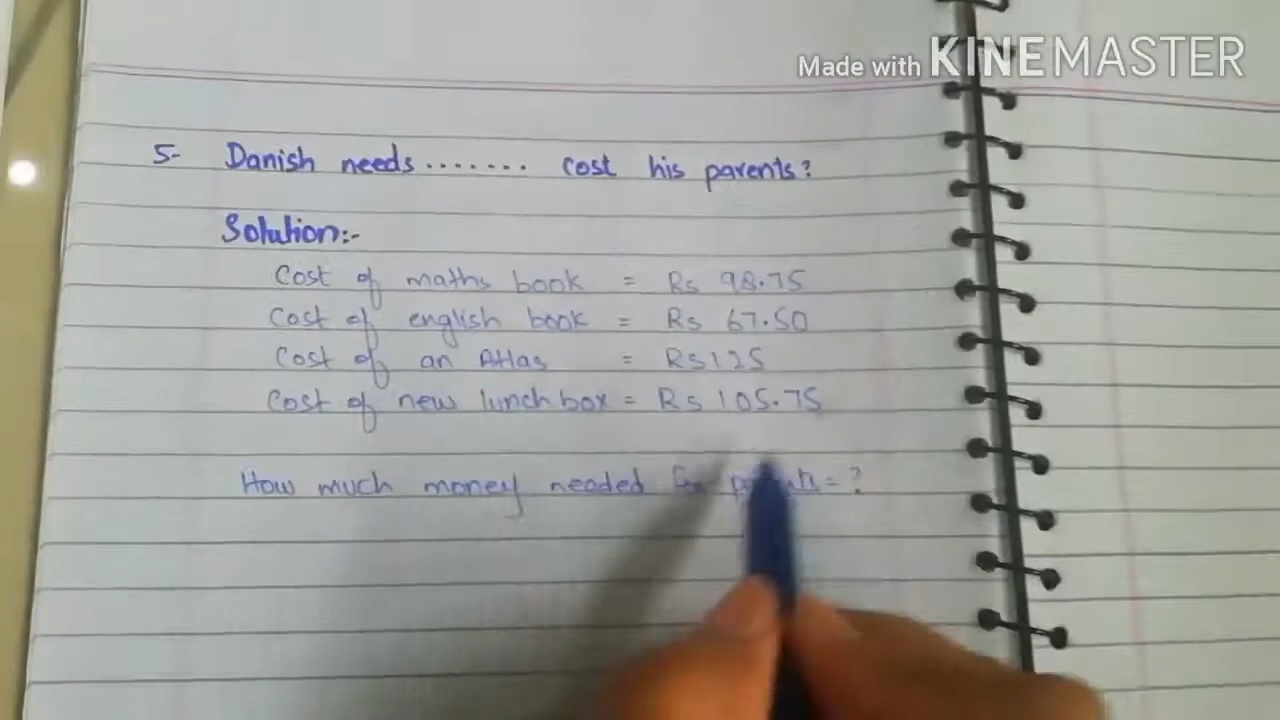 Made with KINEMASTER
5- Danish needs ....... cost his parents?
Solution:-
Cost of maths book = Rs 98.75
Cost of english book = Rs 67.50
Cost of an Atlas = Rs 125
Cost of new lunch box = Rs 105.75
How much money needed = ?